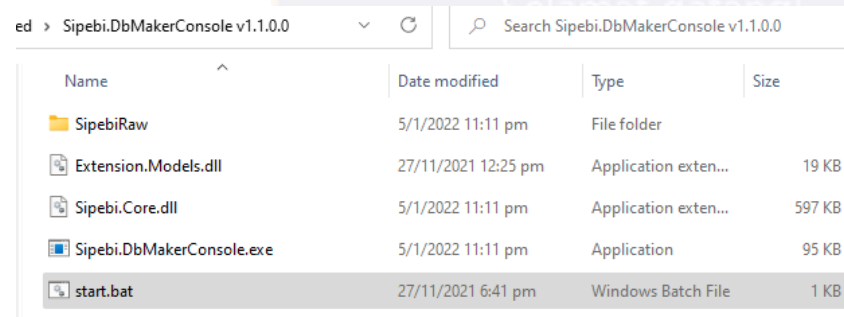 ed > Sipebi.DbMakerConsole v1.1.0.0 Search Sipebi.DbMakerConsole v1.1.0.0
Name Date modified Type Size
SipebiRaw 5/1/2022 11:11 pm File folder
Extension.Models.dll 27/11/2021 12:25 pm Application exten... 19 KB
Sipebi.Core.dll 5/1/2022 11:11 pm Application exten... 597 KB
Sipebi.DbMakerConsole.exe 5/1/2022 11:11 pm Application 95 KB
start.bat 27/11/2021 6:41 pm Windows Batch File 1 KB